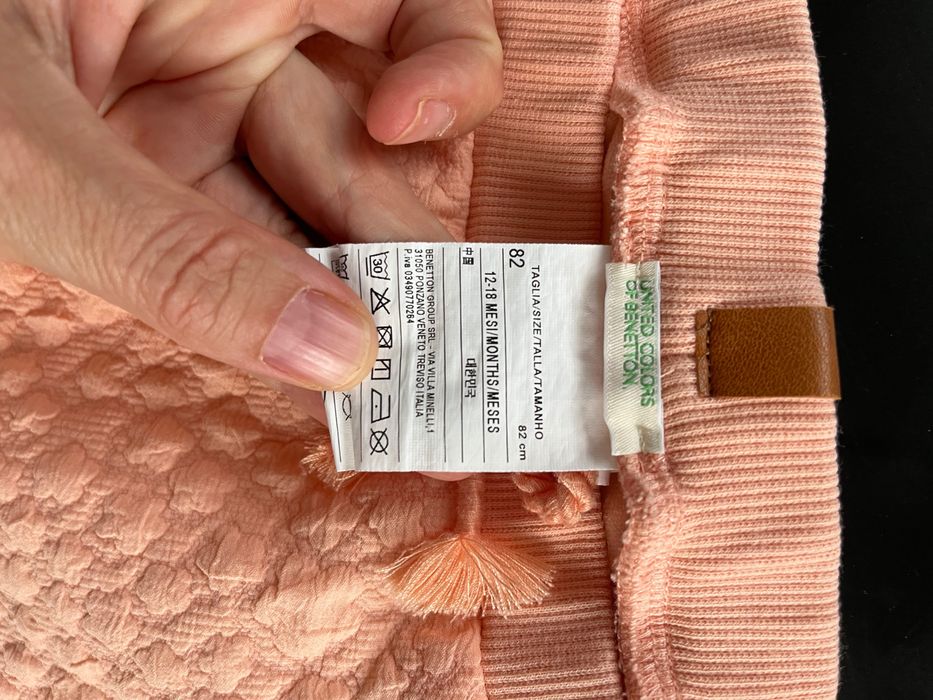 UNITED COLORS
OF BENETTON
TAGLIA/SIZE/TALLA/TAMANHO
82 82 cm
12-18 MESI/MONTHS/MESES
中国 대한민국
BENETTON GROUP SRL - VIA VILLA MINELLI,1
31050 PONZANO VENETO TREVISO ITALIA
P.iva 03490770264
30